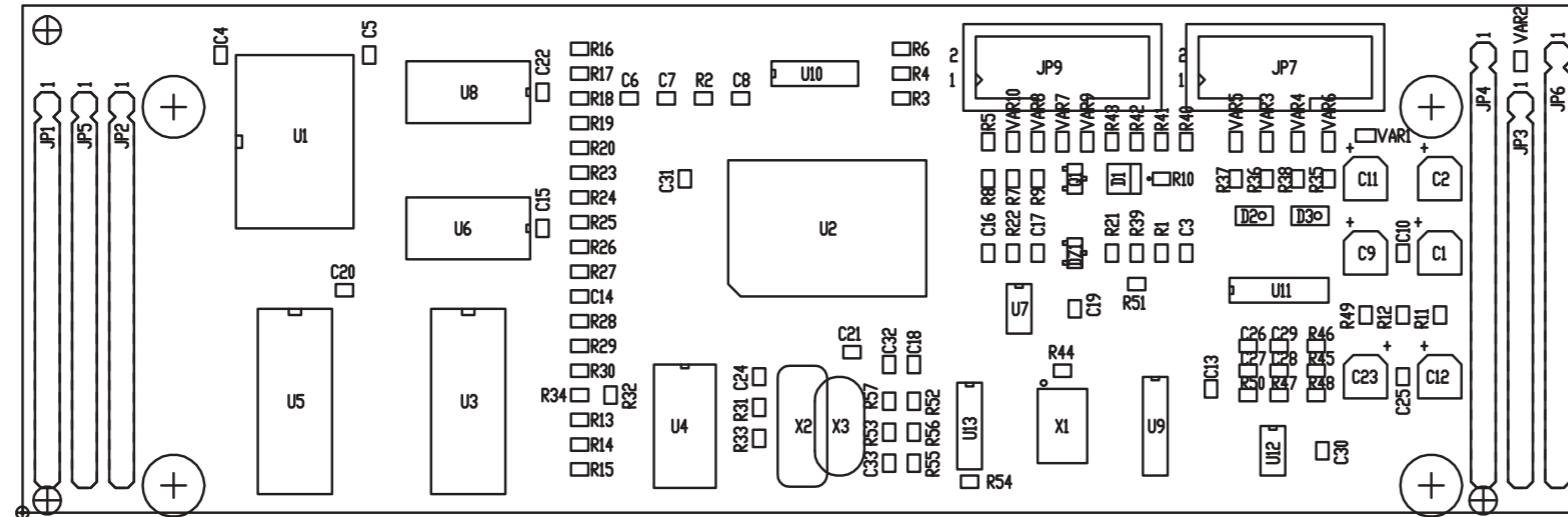 C4
C5
U1
U8
C22
U6
C15
C20
U5
U3
JP1
1
JP5
1
JP2
1
R16
R17
R18
R19
R20
R23
R24
R25
R26
R27
C14
R28
R29
R30
R34
R32
R13
R14
R15
C6
C7
R2
C8
U10
R6
R4
R3
C31
U2
2
1
JP9
2
1
JP7
R5
VAR10
VAR8
VAR7
VAR9
R43
R42
R41
R40
VAR5
VAR3
VAR4
VAR6
VAR1
R8
R7
R9
Q1
D1
R10
R37
R36
R38
R35
C11
C2
C16
R22
C17
DZ1
R21
R39
R1
C3
D2
D3
C9
C10
C1
U7
C19
R51
U11
R49
R12
R11
C21
C32
C18
R44
C26
C29
R46
C27
C28
R45
R50
R47
R48
C13
C23
C25
C12
U4
C24
R31
R33
X2
X3
R57
R52
R53
R56
C33
R55
U13
R54
X1
U9
U12
C30
JP4
1
VAR2
JP3
1
JP6
1